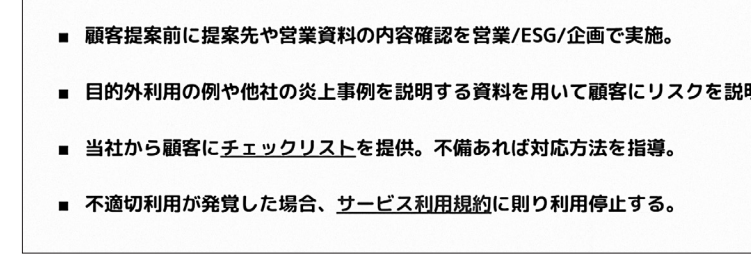 ■ 顧客提案前に提案先や営業資料の内容確認を営業/ESG/企画で実施。
■ 目的外利用の例や他社の炎上事例を説明する資料を用いて顧客にリスクを説明
■ 当社から顧客にチェックリストを提供。不備あれば対応方法を指導。
■ 不適切利用が発覚した場合、サービス利用規約に則り利用停止する。